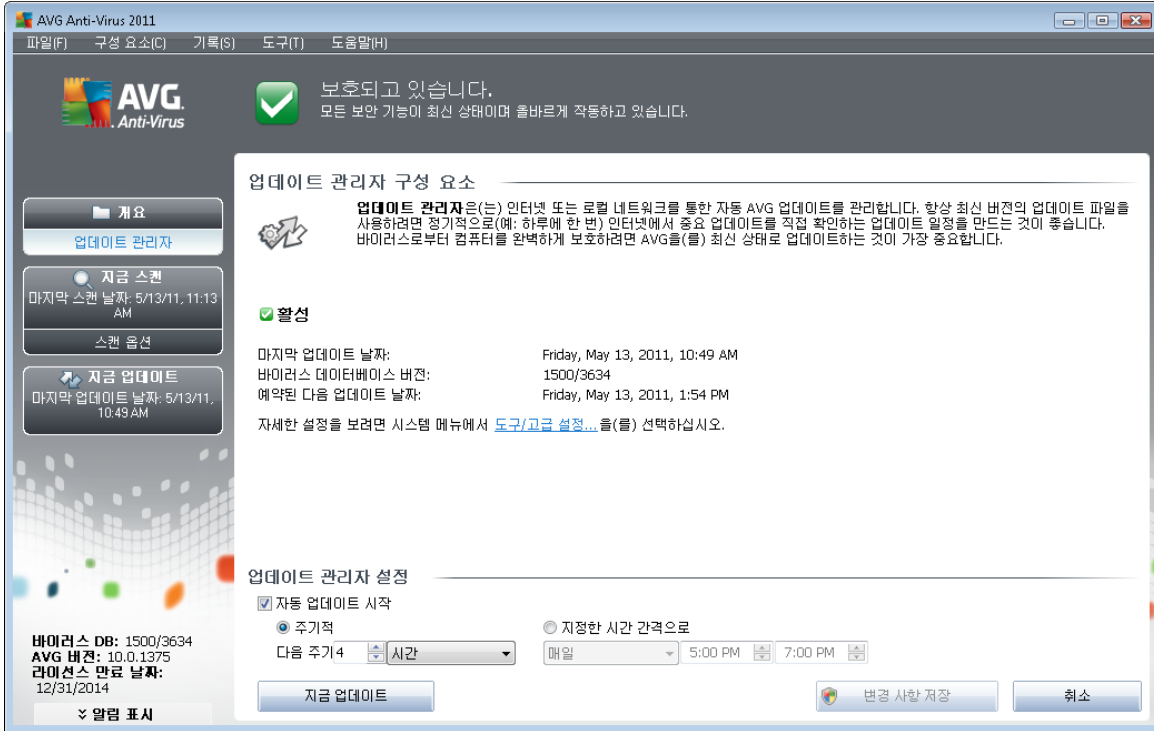 AVG Anti-Virus 2011
파일(F) 구성 요소(C) 기록(S) 도구(T) 도움말(H)
AVG.
Anti-Virus
보호되고 있습니다.
모든 보안 기능이 최신 상태이며 올바르게 작동하고 있습니다.
개요
업데이트 관리자
지금 스캔
마지막 스캔 날짜: 5/13/11, 11:13
AM
스캔 옵션
지금 업데이트
마지막 업데이트 날짜: 5/13/11,
10:49 AM
바이러스 DB: 1500/3634
AVG 버전: 10.0.1375
라이선스 만료 날짜:
12/31/2014
알림 표시
업데이트 관리자 구성 요소
업데이트 관리자은(는) 인터넷 또는 로컬 네트워크를 통한 자동 AVG 업데이트를 관리합니다. 항상 최신 버전의 업데이트 파일을
사용하려면 정기적으로(예: 하루에 한 번) 인터넷에서 중요 업데이트를 직접 확인하는 업데이트 일정을 만드는 것이 좋습니다.
바이러스로부터 컴퓨터를 완벽하게 보호하려면 AVG을(를) 최신 상태로 업데이트하는 것이 가장 중요합니다.
활성
마지막 업데이트 날짜: Friday, May 13, 2011, 10:49 AM
바이러스 데이터베이스 버전: 1500/3634
예약된 다음 업데이트 날짜: Friday, May 13, 2011, 1:54 PM
자세한 설정을 보려면 시스템 메뉴에서 도구/고급 설정... 을(를) 선택하십시오.
업데이트 관리자 설정
자동 업데이트 시작
주기적 지정한 시간 간격으로
다음 주기 4 시간 매일 5:00 PM 7:00 PM
지금 업데이트 변경 사항 저장 취소